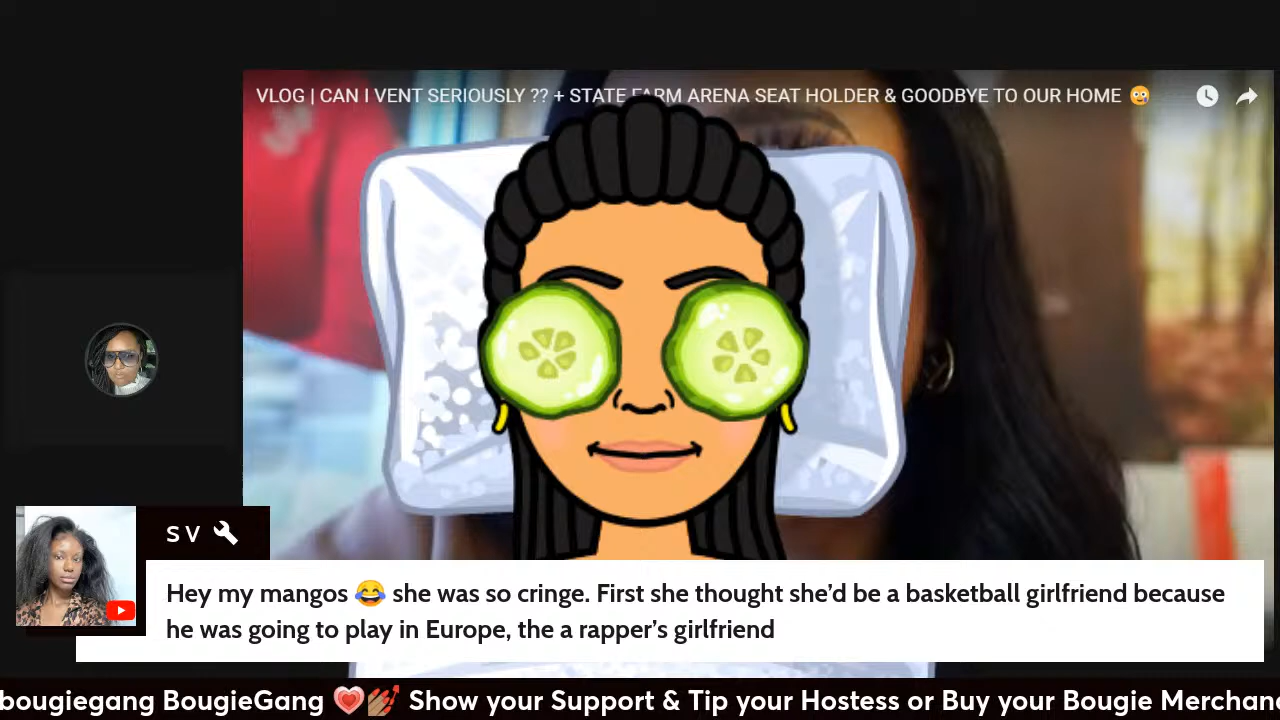 VLOG | CAN I VENT SERIOUSLY ?? + STATE FARM ARENA SEAT HOLDER & GOODBYE TO OUR HOME 🤪
S V 🔧
Hey my mangos 😂 she was so cringe. First she thought she'd be a basketball girlfriend because
he was going to play in Europe, the a rapper's girlfriend
bougiegang BougieGang 💗💅🏾 Show your Support & Tip your Hostess or Buy your Bougie Merchan